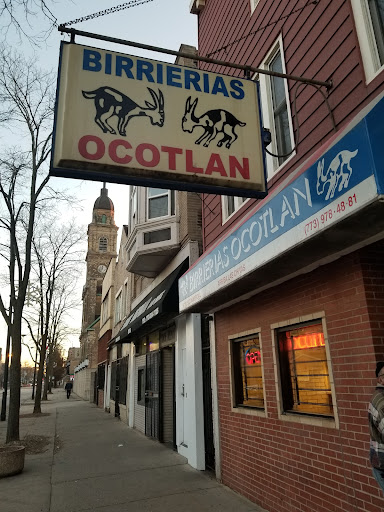 BIRRIERIAS
OCOTLAN
BIRRIERIAS OCOTLAN
(773) 978-48-81